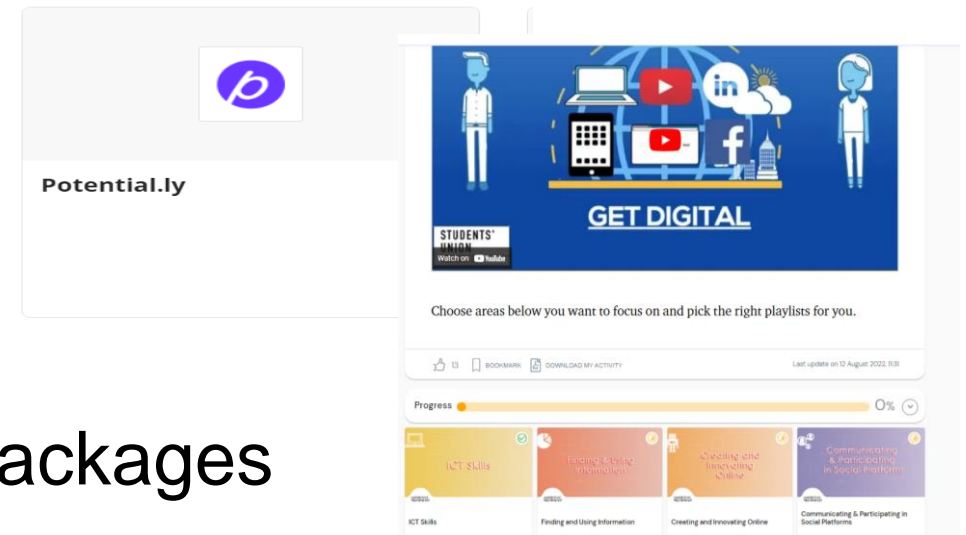 Potential.ly
in
f
GET DIGITAL
STUDENTS'
UNION
Watch on YouTube
Choose areas below you want to focus on and pick the right playlists for you.
13 BOOKMARK DOWNLOAD MY ACTIVITY Last update on 12 August 2022, 11:31
Progress 0%
ICT Skills
Finding & Using
Information
Creating and
Innovating
Online
Communicating
& Participating
in Social Platforms
ackages
ICT Skills
Finding and Using Information
Creating and Innovating Online
Communicating & Participating in
Social Platforms